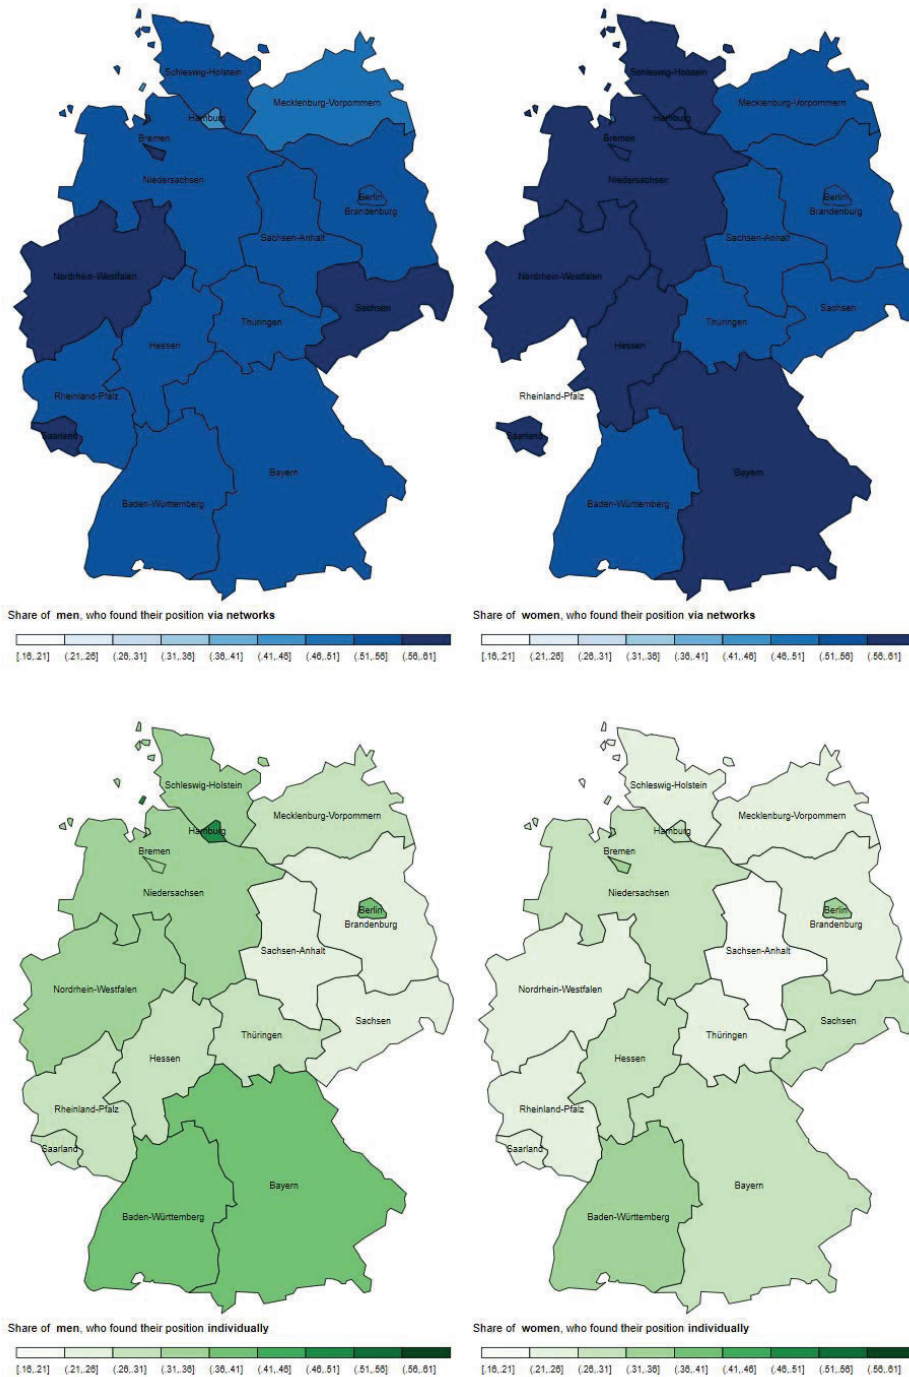 Schleswig-Holstein
Mecklenburg-Vorpommern
Hamburg
Bremen
Niedersachsen
Berlin
Brandenburg
Sachsen-Anhalt
Nordrhein-Westfalen
Sachsen
Thüringen
Hessen
Rheinland-Pfalz
Saarland
Bayern
Baden-Württemberg
Share of men, who found their position via networks
[.16,.21] (.21,.26] (.26,.31] (.31,.36] (.36,.41] (.41,.46] (.46,.51] (.51,.56] (.56,.61]
Schleswig-Holstein
Mecklenburg-Vorpommern
Hamburg
Bremen
Niedersachsen
Berlin
Brandenburg
Sachsen-Anhalt
Nordrhein-Westfalen
Sachsen
Thüringen
Hessen
Rheinland-Pfalz
Saarland
Bayern
Baden-Württemberg
Share of women, who found their position via networks
[.16,.21] (.21,.26] (.26,.31] (.31,.36] (.36,.41] (.41,.46] (.46,.51] (.51,.56] (.56,.61]
Schleswig-Holstein
Mecklenburg-Vorpommern
Hamburg
Bremen
Niedersachsen
Berlin
Brandenburg
Sachsen-Anhalt
Nordrhein-Westfalen
Sachsen
Thüringen
Hessen
Rheinland-Pfalz
Saarland
Bayern
Baden-Württemberg
Share of men, who found their position individually
[.16,.21] (.21,.26] (.26,.31] (.31,.36] (.36,.41] (.41,.46] (.46,.51] (.51,.56] (.56,.61]
Schleswig-Holstein
Mecklenburg-Vorpommern
Hamburg
Bremen
Niedersachsen
Berlin
Brandenburg
Sachsen-Anhalt
Nordrhein-Westfalen
Sachsen
Thüringen
Hessen
Rheinland-Pfalz
Saarland
Bayern
Baden-Württemberg
Share of women, who found their position individually
[.16,.21] (.21,.26] (.26,.31] (.31,.36] (.36,.41] (.41,.46] (.46,.51] (.51,.56] (.56,.61]